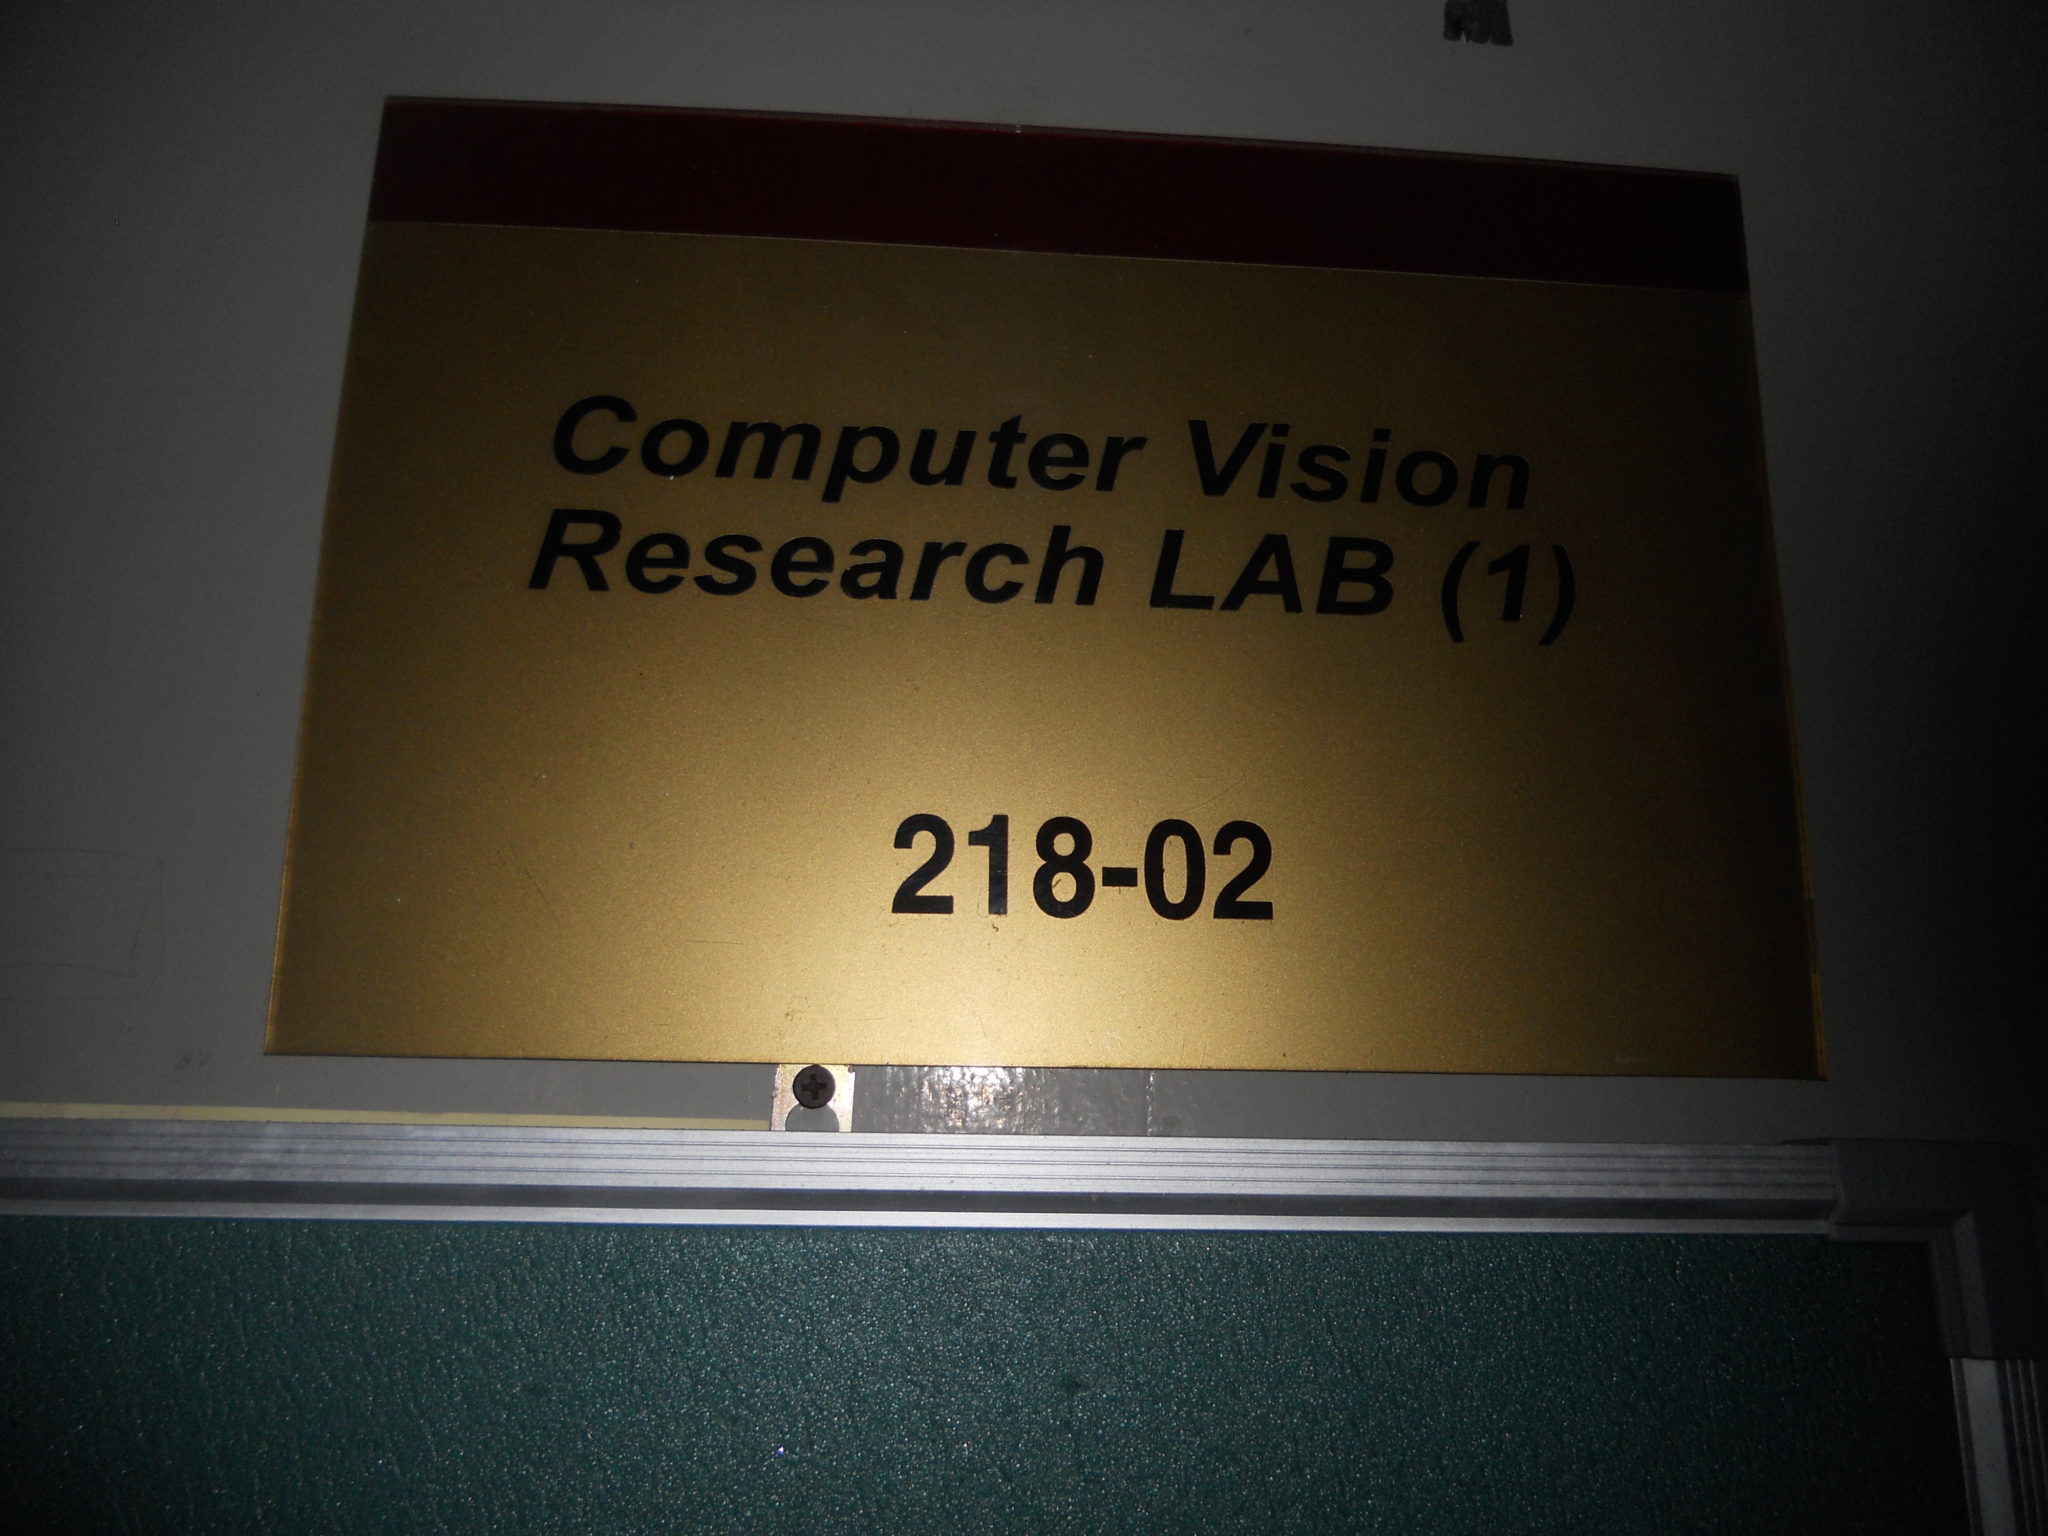 Computer Vision
Research LAB (1)
218-02